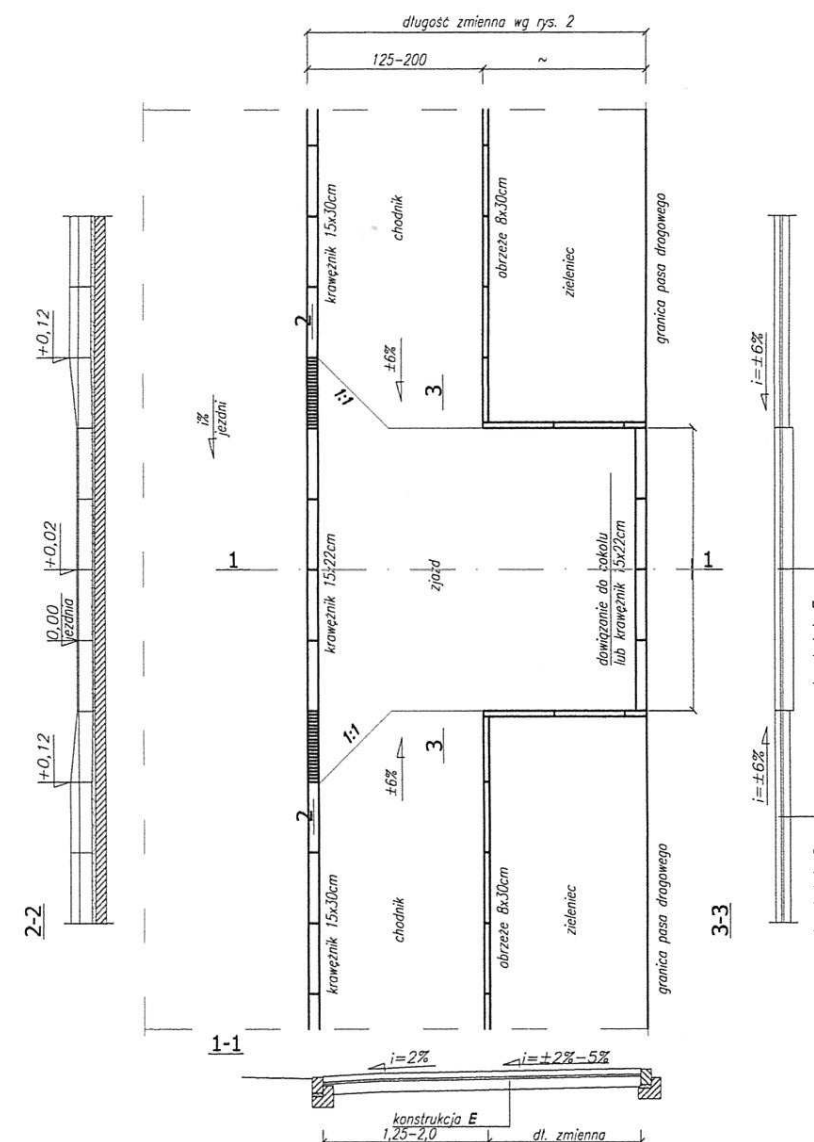 długość zmienna wg rys. 2
125-200
~
krawężnik 15x30cm
chodnik
obrzeże 8x30cm
zieleniec
granica pasa drogowego
+0,12
2
±6%
3
1:1
i=±6%
i%
jezdni
+0,02
1
krawężnik 15x22cm
zjazd
dowiązanie do cokołu
lub krawężnik 15x22cm
1
0,00
jezdnia
+0,12
1:1
3
±6%
i=±6%
2
krawężnik 15x30cm
chodnik
obrzeże 8x30cm
zieleniec
granica pasa drogowego
2-2
3-3
1-1
i=2%
i=±2%-5%
konstrukcja E
1,25-2,0
dł. zmienna